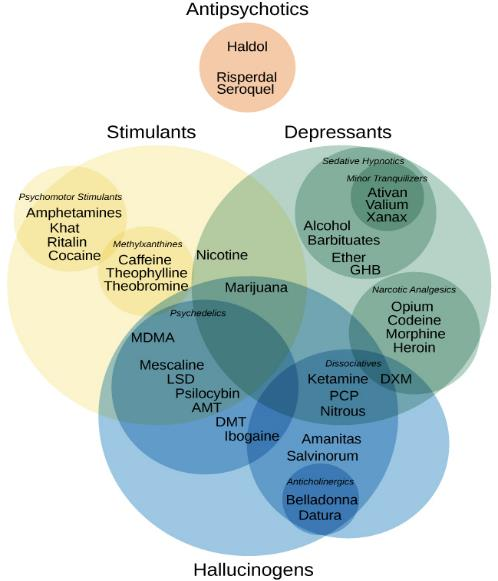 Antipsychotics
Haldol
Risperdal
Seroquel
Stimulants
Depressants
Psychomotor Stimulants
Amphetamines
Khat
Ritalin
Cocaine
Methylxanthines
Caffeine
Theophylline
Theobromine
Nicotine
Marijuana
Sedative Hypnotics
Minor Tranquilizers
Ativan
Valium
Xanax
Alcohol
Barbituates
Ether
GHB
Narcotic Analgesics
Opium
Codeine
Morphine
Heroin
Psychedelics
MDMA
Mescaline
LSD
Psilocybin
AMT
DMT
Ibogaine
Dissociatives
Ketamine
DXM
PCP
Nitrous
Amanitas
Salvinorum
Anticholinergics
Belladonna
Datura
Hallucinogens